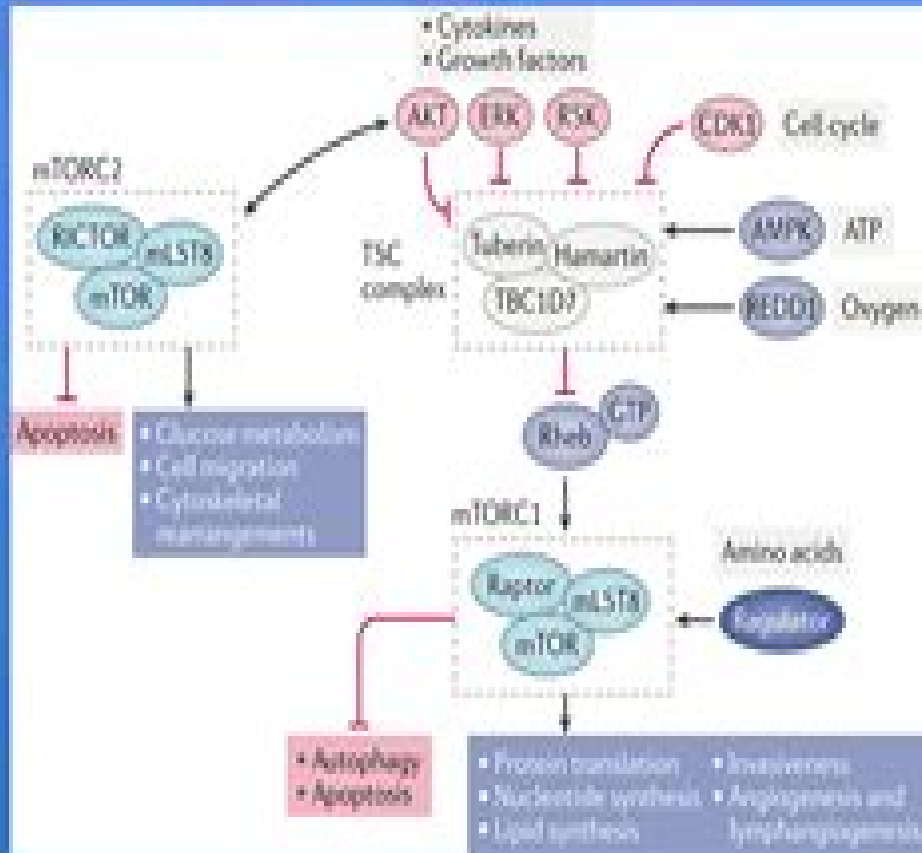 • Cytokines
• Growth factors
AKT
ERK
RSK
CDK1
Cell cycle
mTORC2
RICTOR
mLST8
mTOR
TSC
complex
Tuberin
Hamartin
TBC1D7
AMPK
ATP
REDD1
Oxygen
Apoptosis
• Glucose metabolism
• Cell migration
• Cytoskeletal
rearrangements
Rheb
GTP
mTORC1
Raptor
mLST8
mTOR
Amino acids
• Autophagy
• Apoptosis
• Protein translation
• Nucleotide synthesis
• Lipid synthesis
• Invasiveness
• Angiogenesis and
lymphangiogenesis